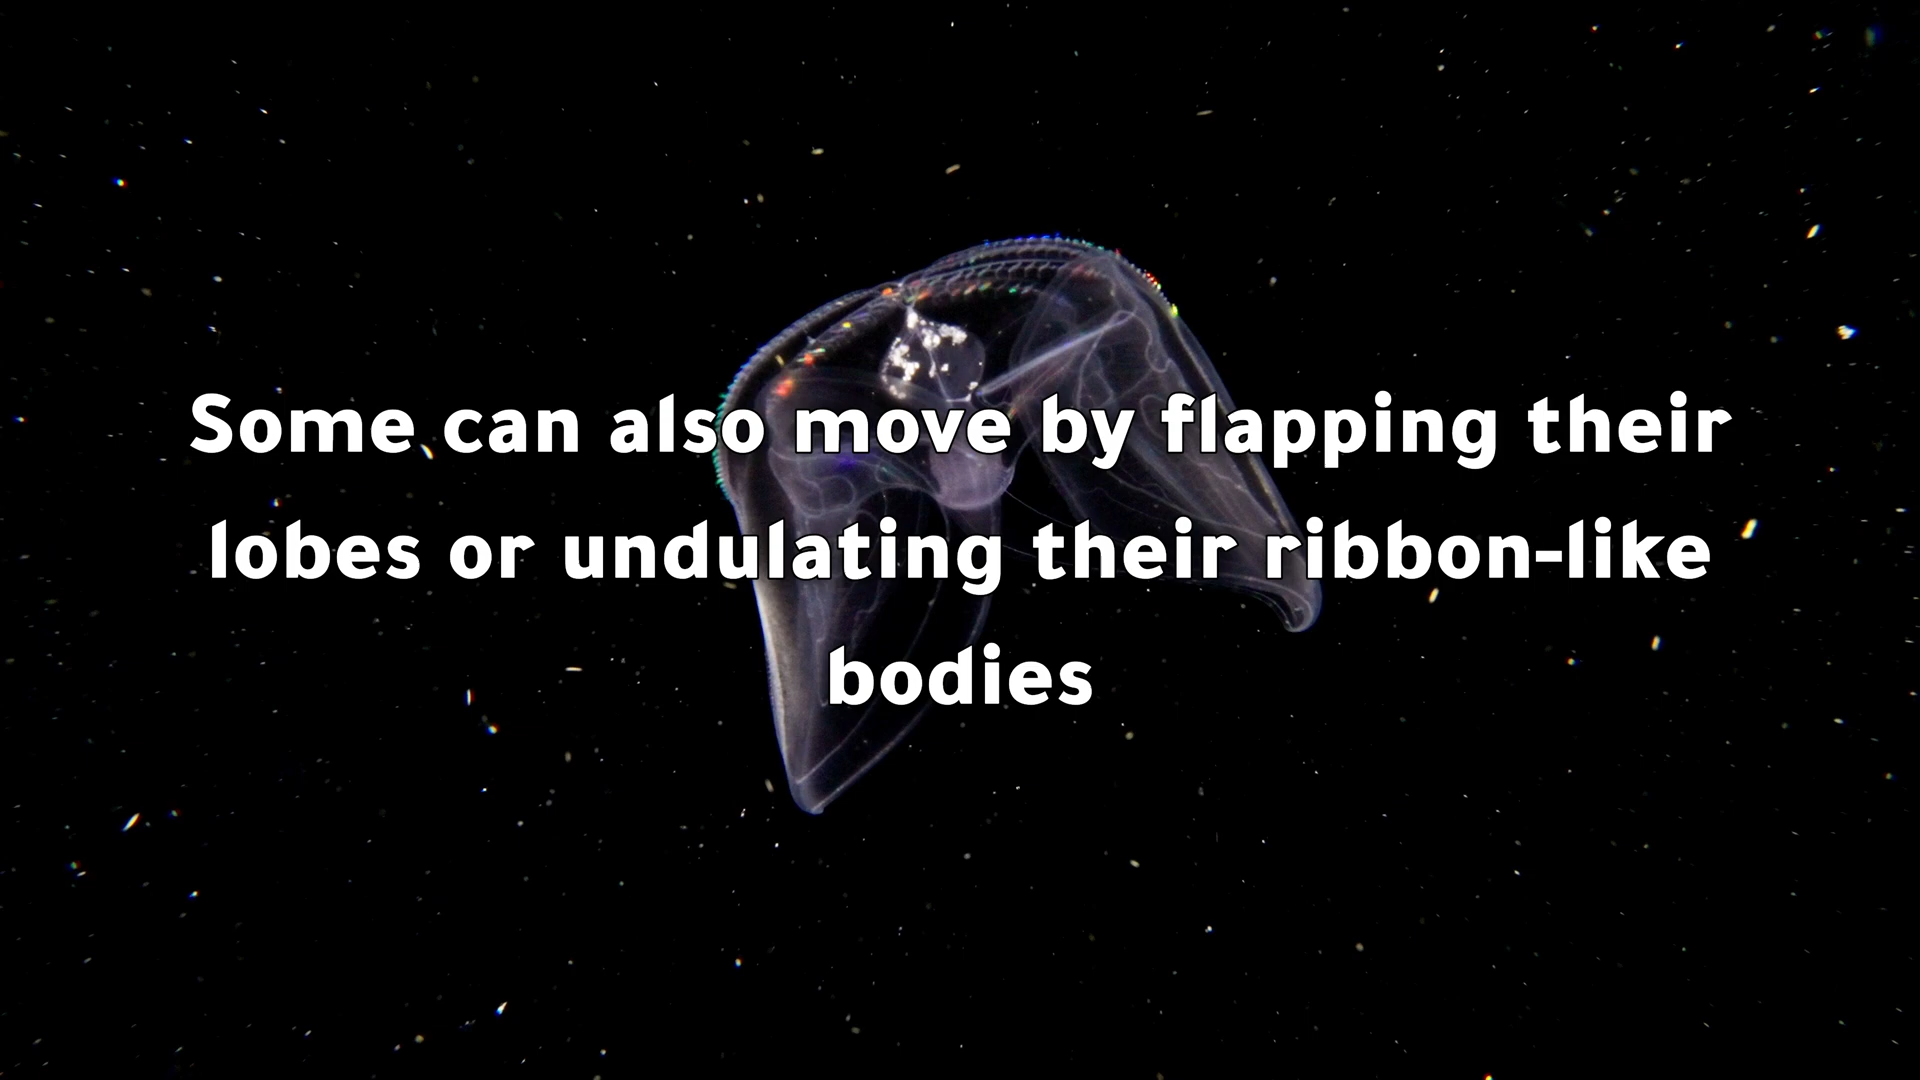 Some can also move by flapping their
lobes or undulating their ribbon-like
bodies